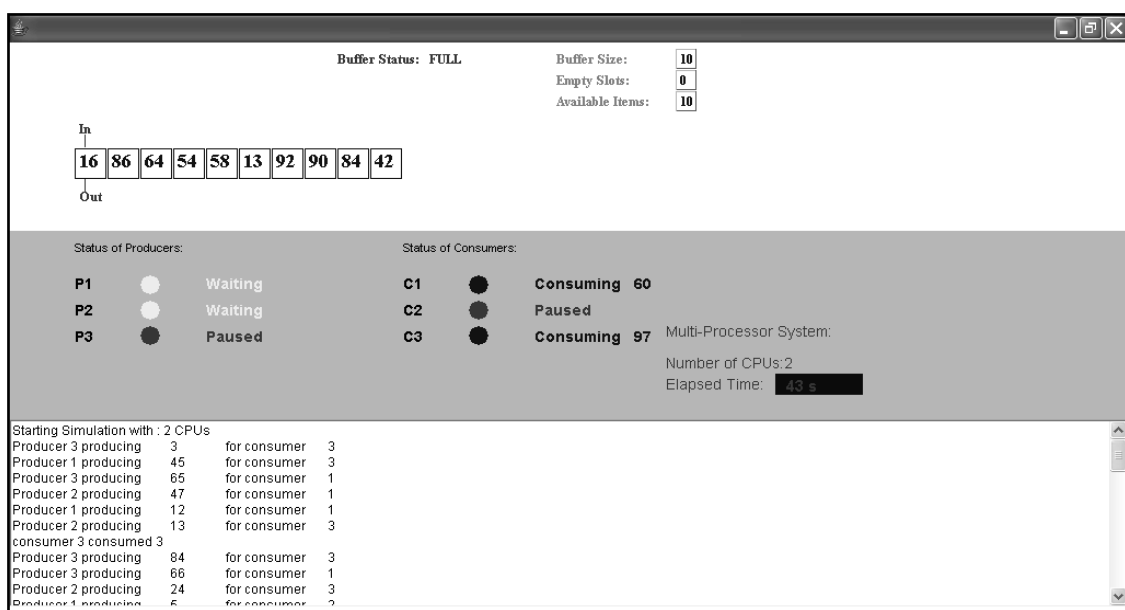 Buffer Status: FULL
Buffer Size: 10
Empty Slots: 0
Available Items: 10
In
16 86 64 54 58 13 92 90 84 42
Out
Status of Producers:
Status of Consumers:
P1 Waiting
C1 Consuming 60
P2 Waiting
C2 Paused
P3 Paused
C3 Consuming 97
Multi-Processor System:
Number of CPUs:2
Elapsed Time: 43 s
Starting Simulation with : 2 CPUs
Producer 3 producing 3 for consumer 3
Producer 1 producing 45 for consumer 3
Producer 3 producing 65 for consumer 1
Producer 2 producing 47 for consumer 1
Producer 1 producing 12 for consumer 1
Producer 2 producing 13 for consumer 3
consumer 3 consumed 3
Producer 3 producing 84 for consumer 3
Producer 3 producing 66 for consumer 1
Producer 2 producing 24 for consumer 3
Producer 1 producing for consumer